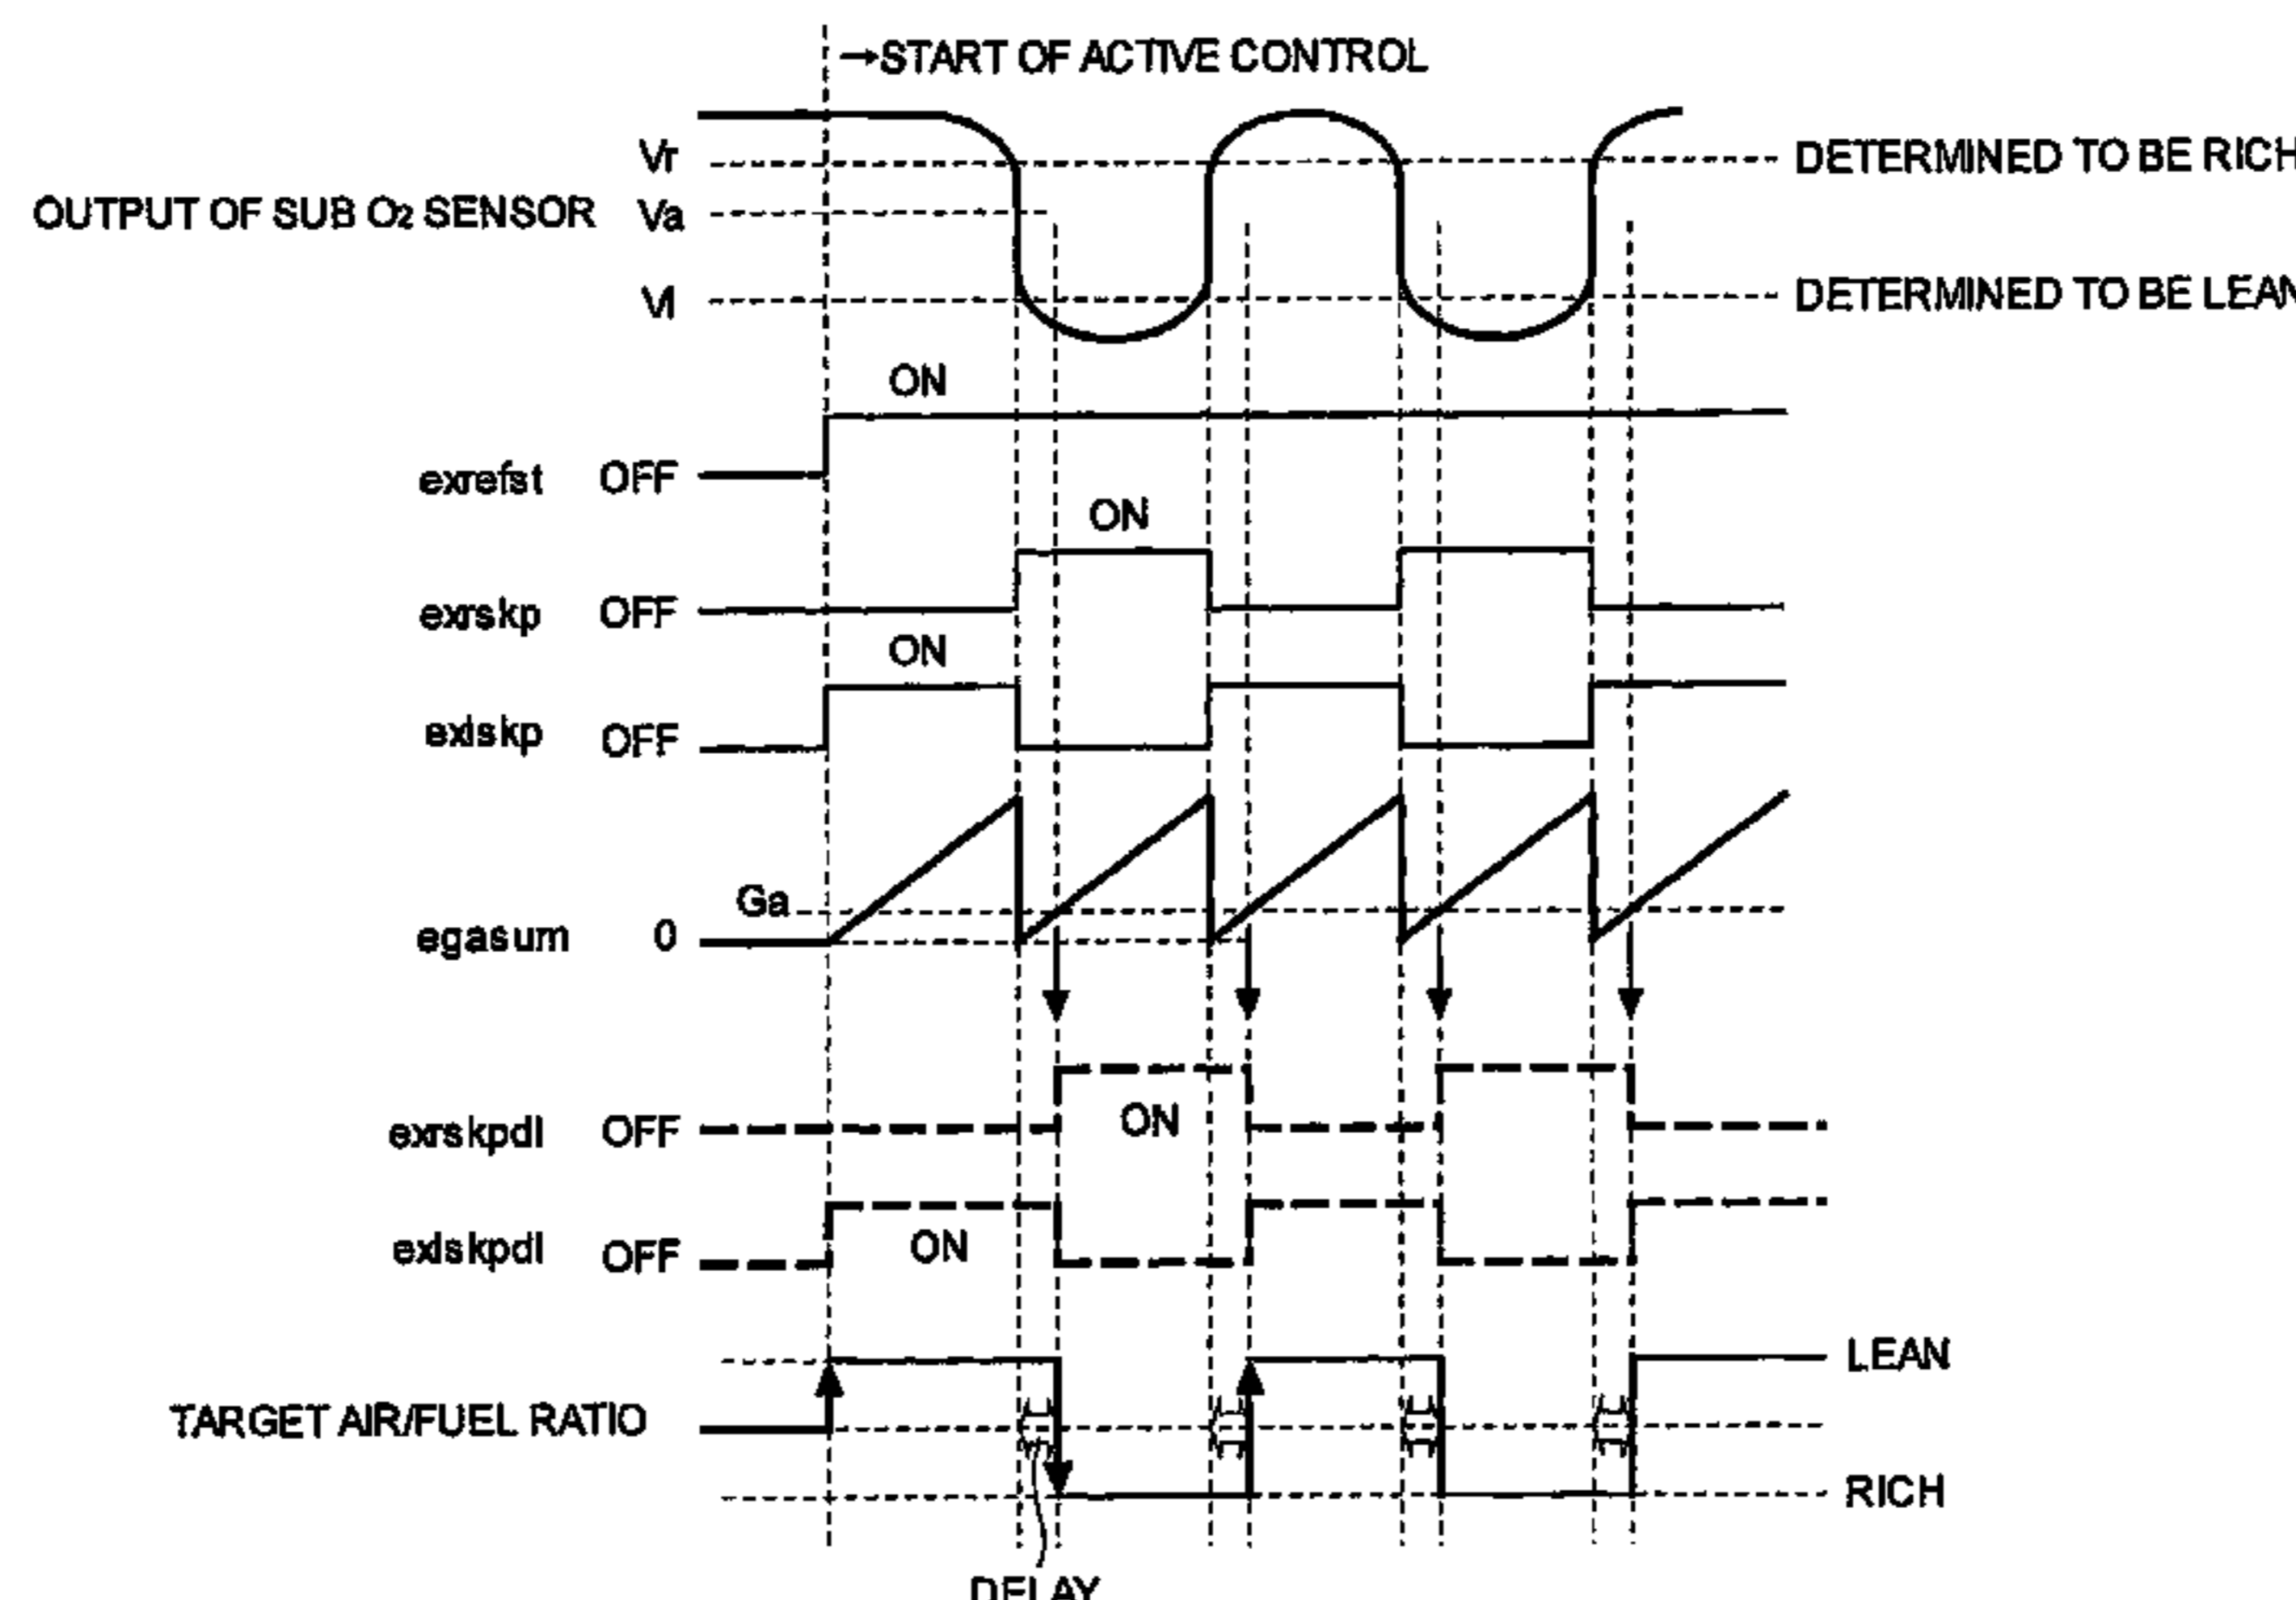 →START OF ACTIVE CONTROL
Vr
DETERMINED TO BE RICH
OUTPUT OF SUB O2 SENSOR Va
Vl
DETERMINED TO BE LEAN
ON
exrefst OFF
ON
exrskp OFF
ON
exlskp OFF
Ga
egasum 0
exrskpdl OFF
ON
exlskpdl OFF
ON
LEAN
TARGET AIR/FUEL RATIO
RICH
DELAY